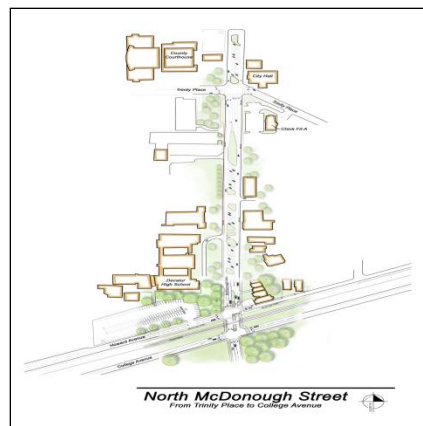 County
Courthouse
City Hall
Trinity Place
Trinity Place
Chick Fil-A
Decatur
High School
Howard Avenue
College Avenue
North McDonough Street
From Trinity Place to College Avenue